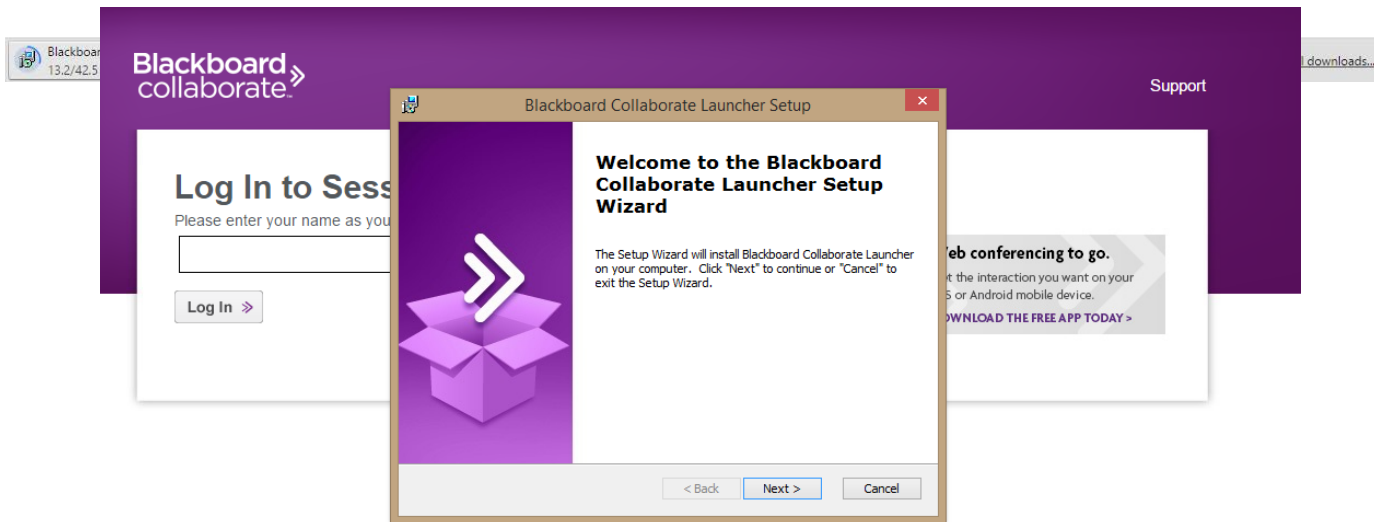 Blackboar
13.2/42.5
l downloads...
Blackboard
collaborate
Support
Log In to Sess
Please enter your name as you
Log In
Blackboard Collaborate Launcher Setup
Welcome to the Blackboard
Collaborate Launcher Setup
Wizard
The Setup Wizard will install Blackboard Collaborate Launcher
on your computer. Click "Next" to continue or "Cancel" to
exit the Setup Wizard.
< Back Next > Cancel
eb conferencing to go.
t the interaction you want on your
S or Android mobile device.
OWNLOAD THE FREE APP TODAY >